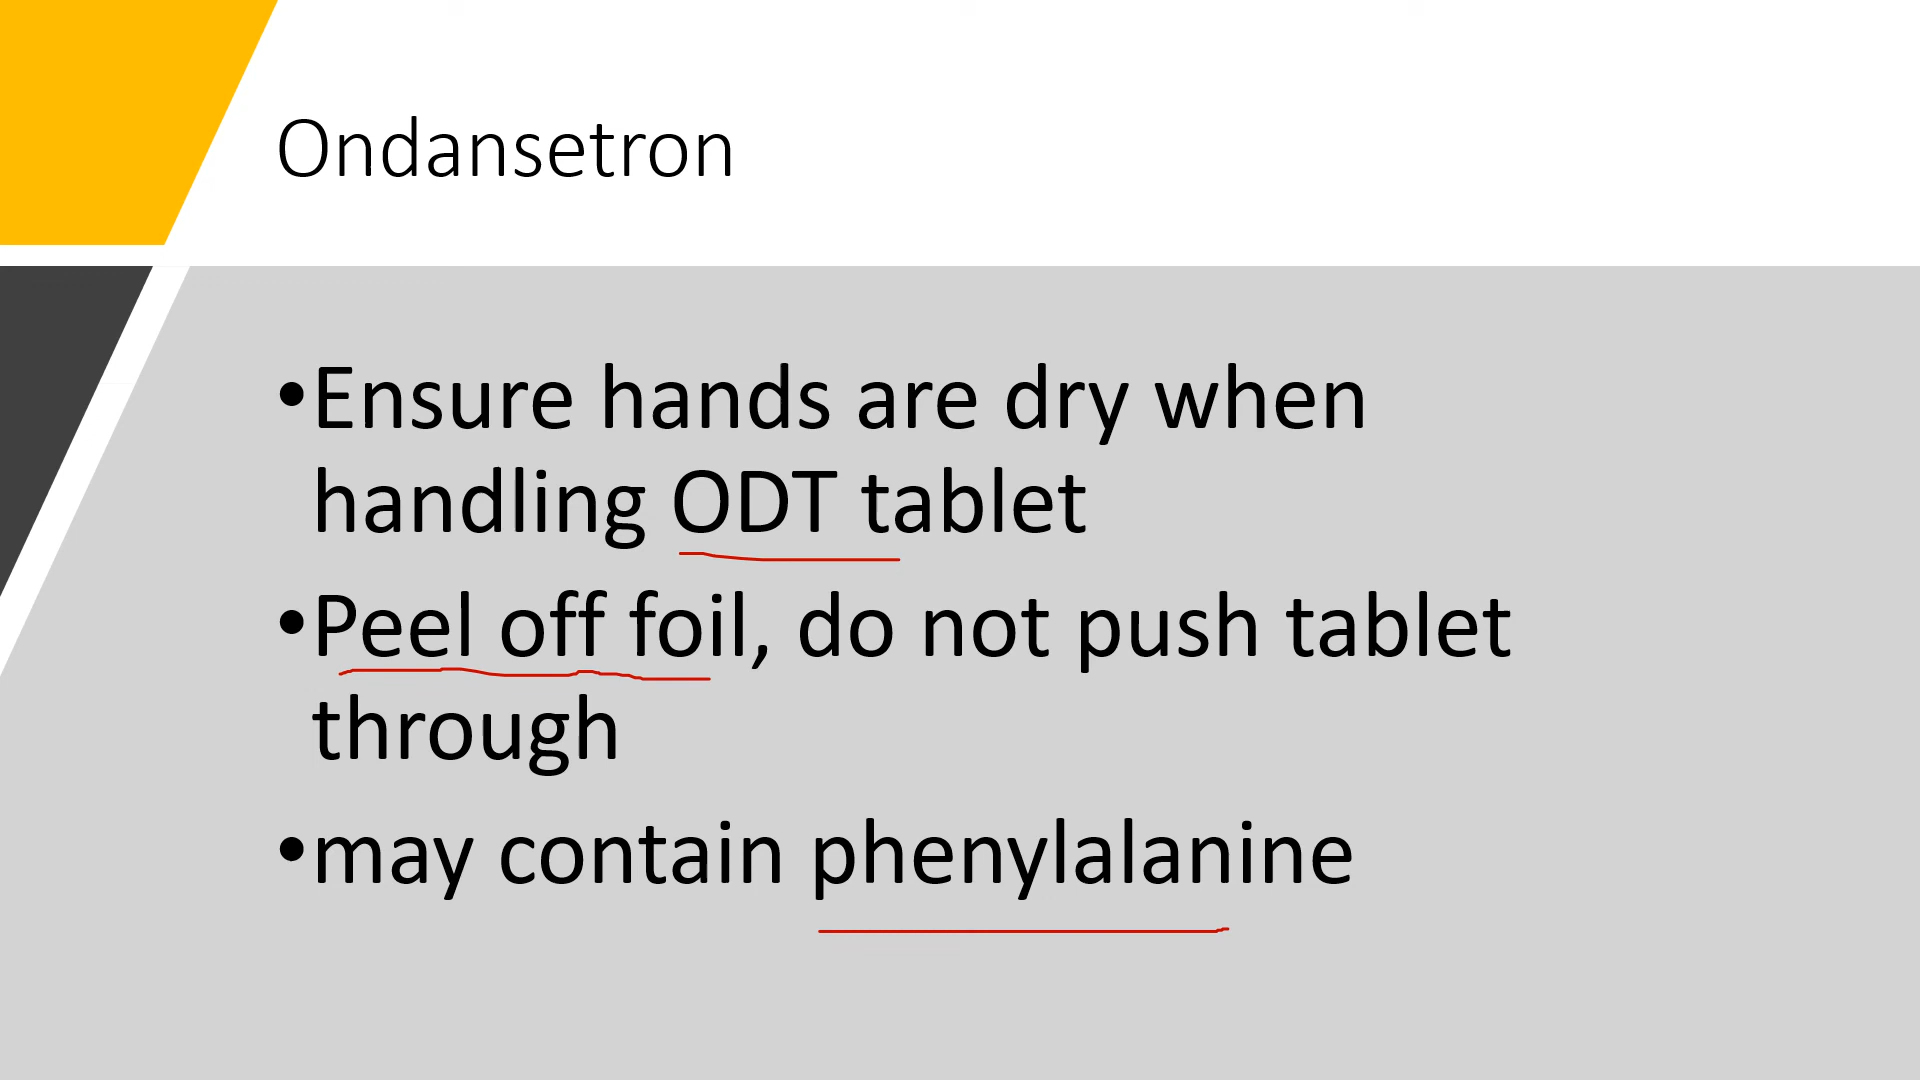 Ondansetron
•Ensure hands are dry when
handling ODT tablet
•Peel off foil, do not push tablet
through
•may contain phenylalanine